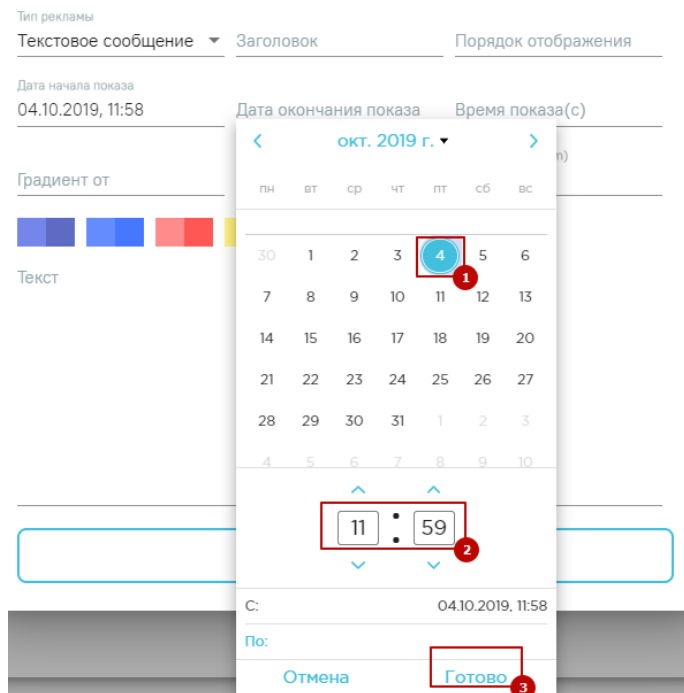 Тип рекламы
Текстовое сообщение Заголовок Порядок отображения
Дата начала показа
04.10.2019, 11:58 Дата окончания показа Время показа(с)
Градиент от
Текст
окт. 2019 г.
пн вт ср чт пт сб вс
30 1 2 3 4 5 6
1
7 8 9 10 11 12 13
14 15 16 17 18 19 20
21 22 23 24 25 26 27
28 29 30 31 1 2 3
4 5 6 7 8 9 10
11 : 59
2
С: 04.10.2019, 11:58
По:
Отмена Готово
3